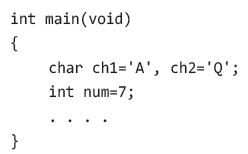 int main(void)
{
char ch1='A', ch2='Q';
int num=7;
. . . .
}